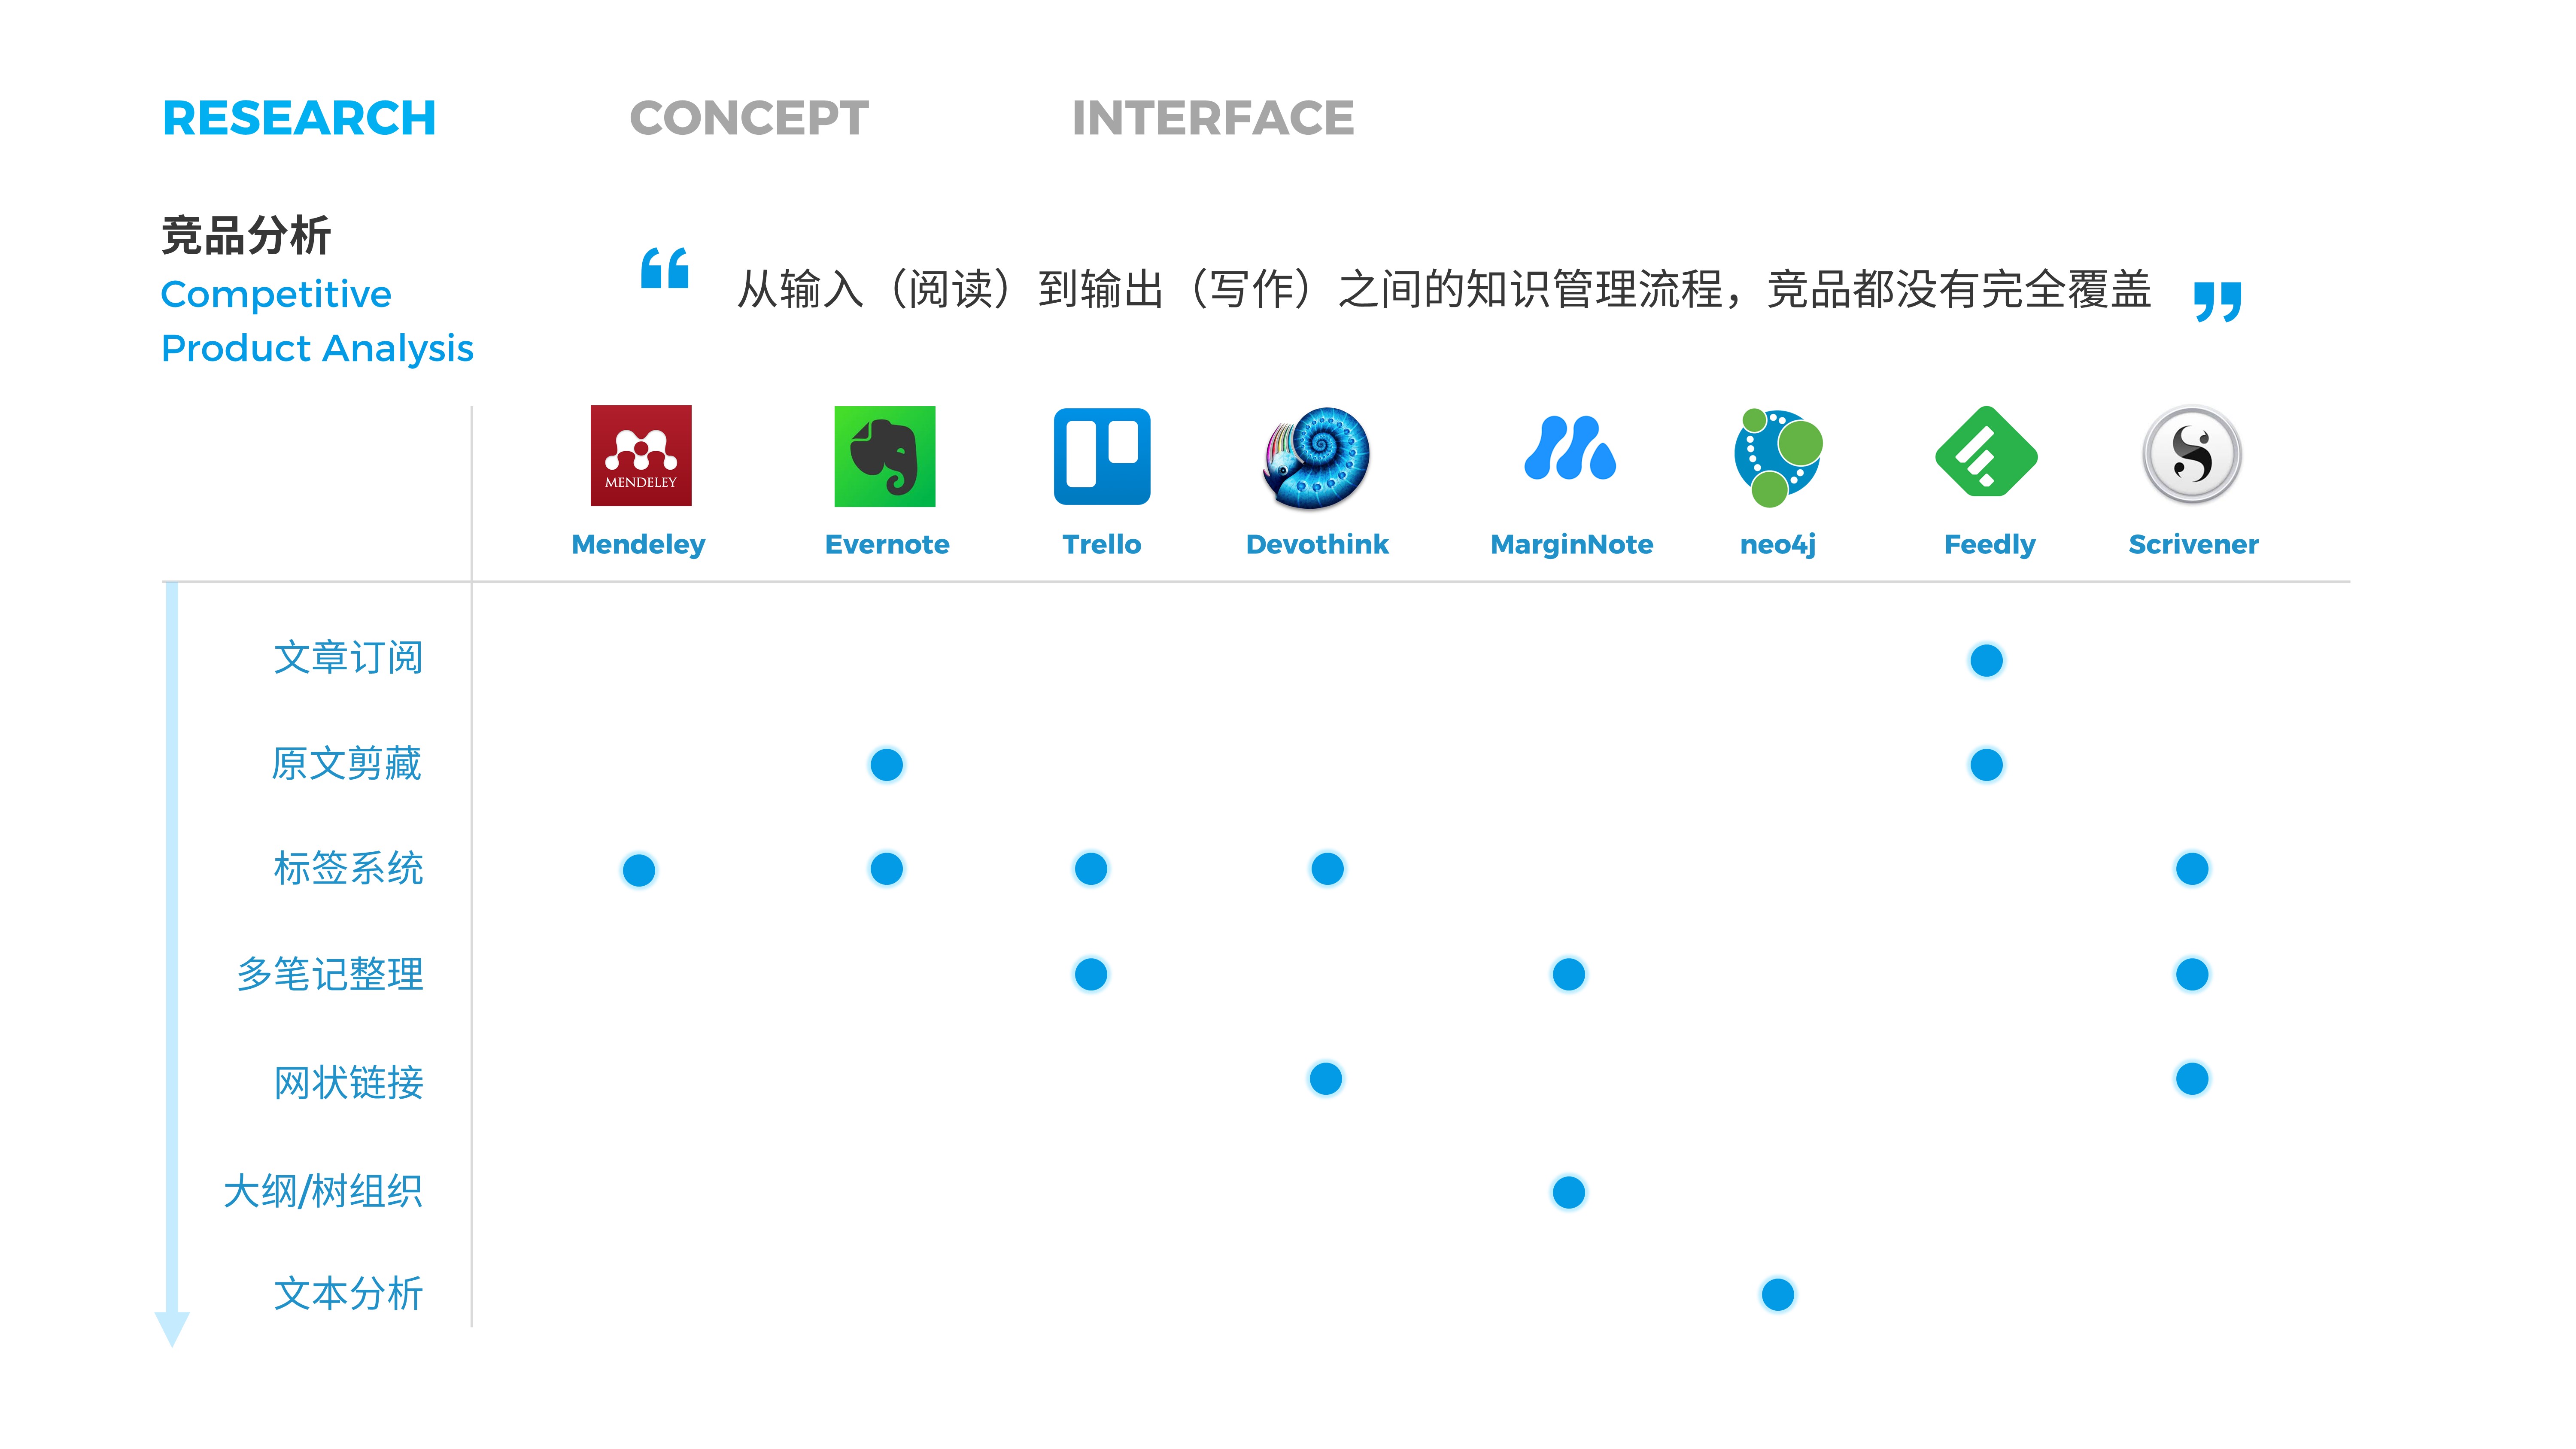 RESEARCH CONCEPT INTERFACE
竞品分析
Competitive
Product Analysis
“ 从输入（阅读）到输出（写作）之间的知识管理流程，竞品都没有完全覆盖 ”
MENDELEY
Mendeley Evernote Trello Devothink MarginNote neo4j Feedly Scrivener
文章订阅
原文剪藏
标签系统
多笔记整理
网状链接
大纲/树组织
文本分析